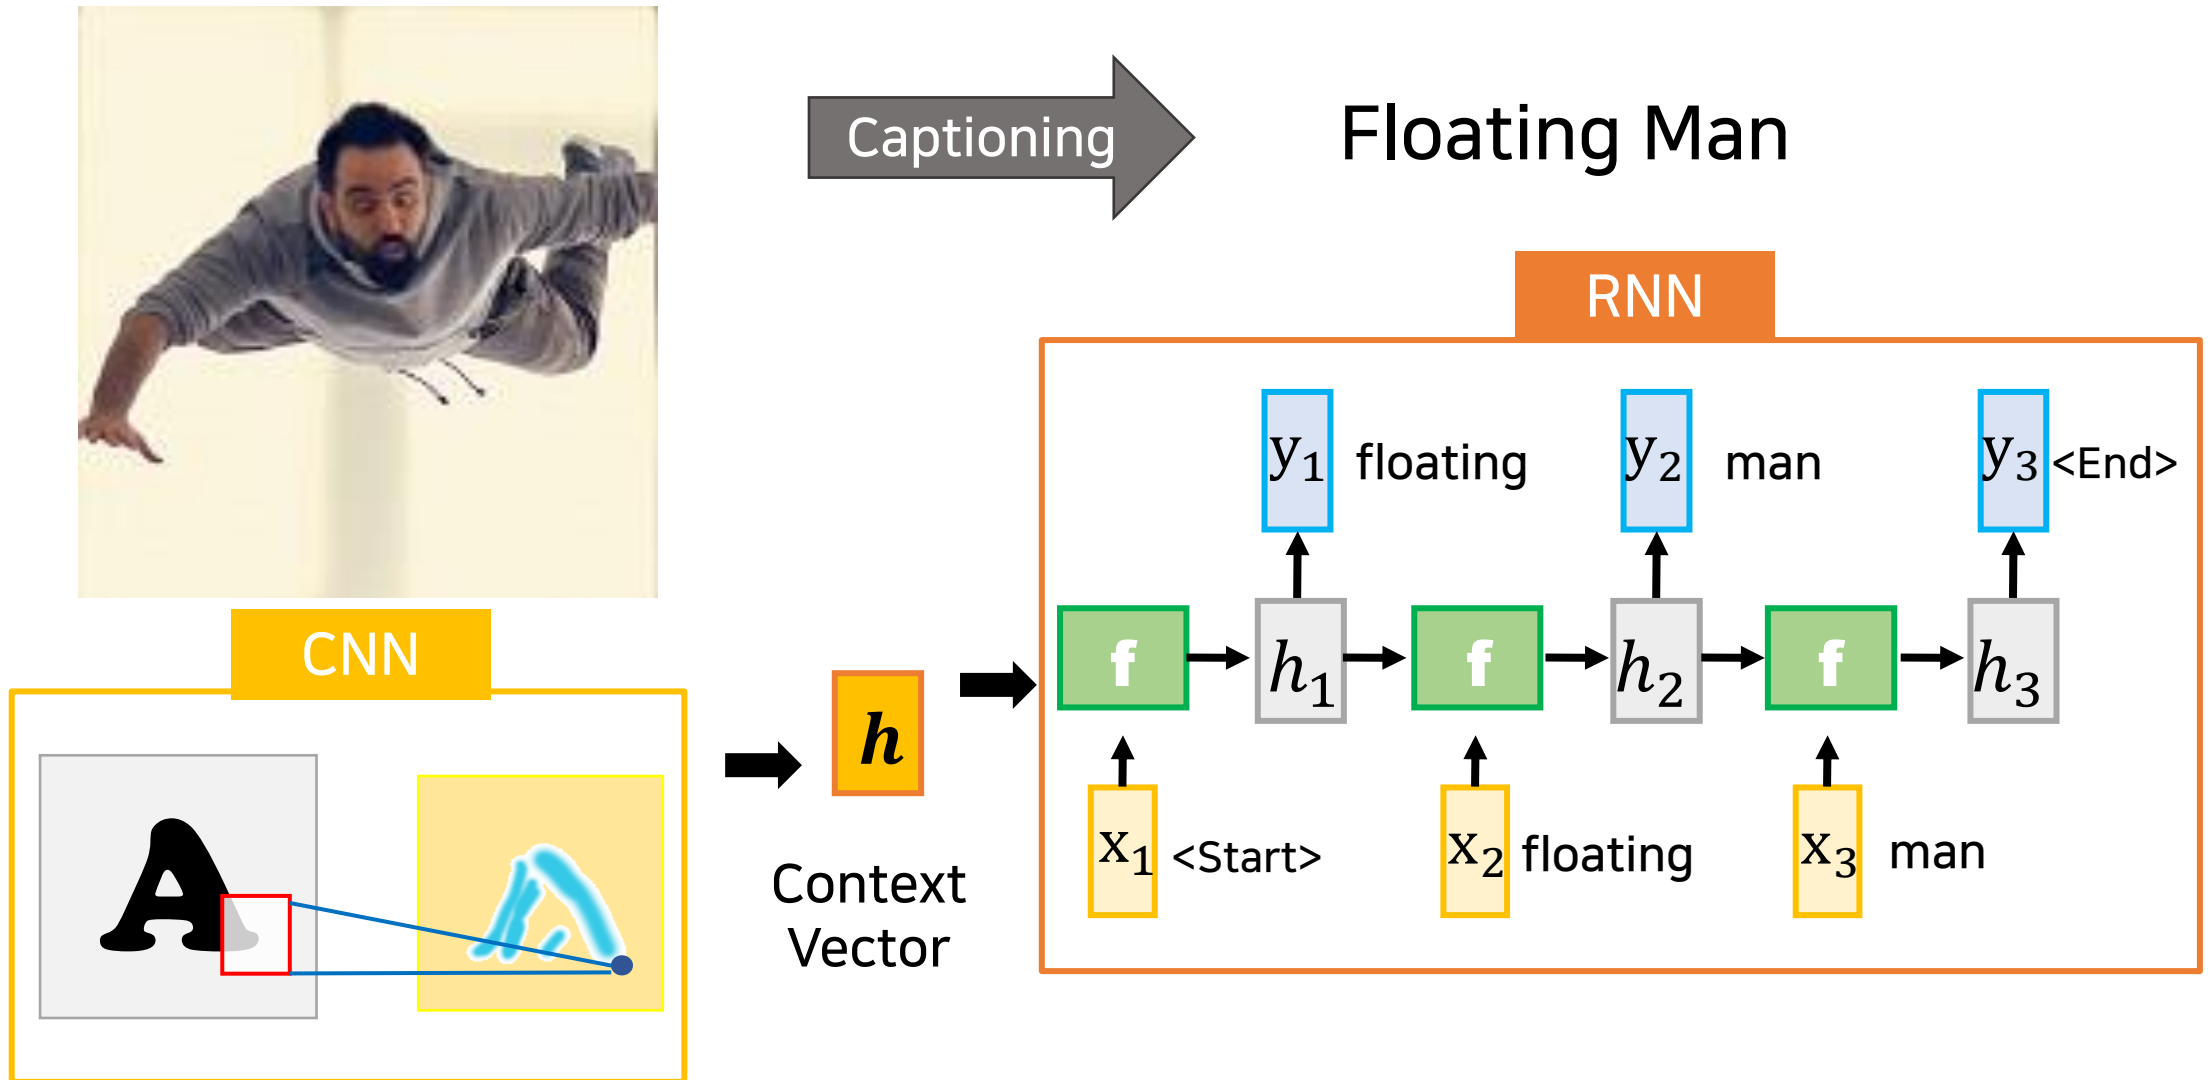 Captioning
Floating Man
RNN
y₁ floating
y₂ man
y₃ <End>
CNN
f
h₁
f
h₂
f
h₃
h
x₁ <Start>
x₂ floating
x₃ man
Context
Vector
A